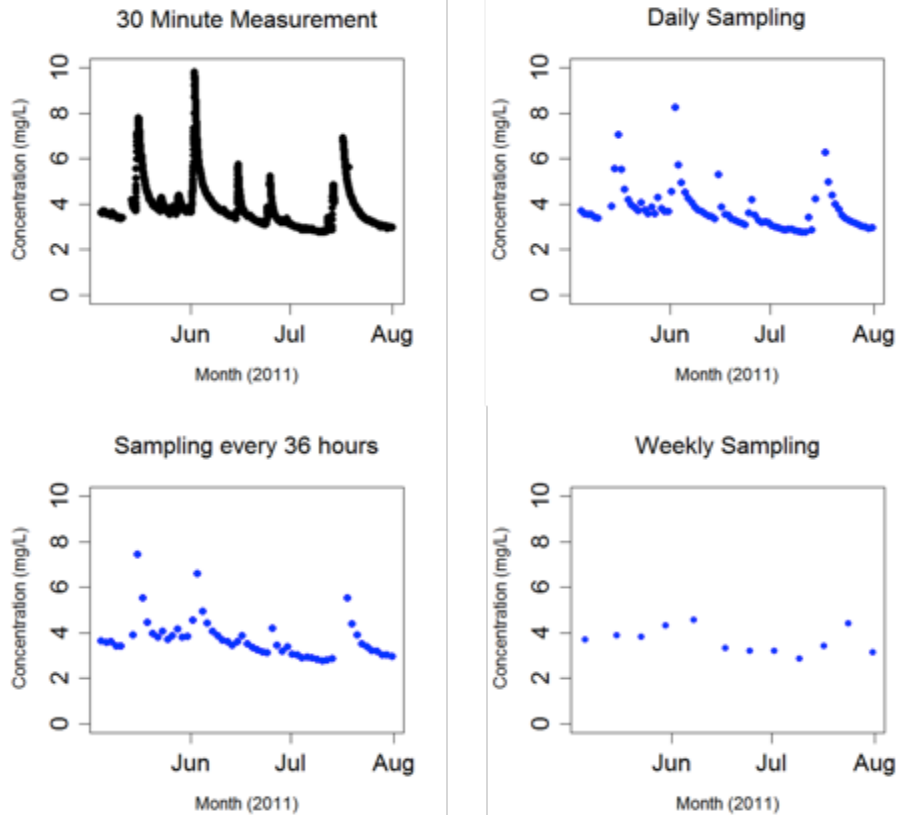 30 Minute Measurement
Concentration (mg/L)
10
8
6
4
2
0
Jun Jul Aug
Month (2011)
Daily Sampling
Concentration (mg/L)
10
8
6
4
2
0
Jun Jul Aug
Month (2011)
Sampling every 36 hours
Concentration (mg/L)
10
8
6
4
2
0
Jun Jul Aug
Month (2011)
Weekly Sampling
Concentration (mg/L)
10
8
6
4
2
0
Jun Jul Aug
Month (2011)